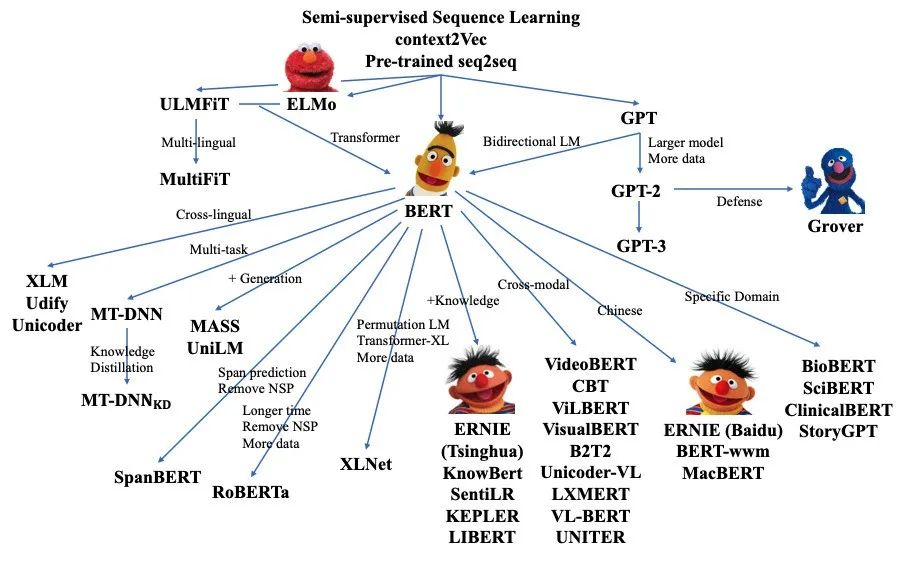 Semi-supervised Sequence Learning
context2Vec
Pre-trained seq2seq
ULMFiT
ELMo
GPT
Multi-lingual
Transformer
Bidirectional LM
Larger model
More data
MultiFiT
BERT
GPT-2
Defense
Grover
GPT-3
Cross-lingual
Multi-task
+ Generation
+Knowledge
Cross-modal
Chinese
Specific Domain
XLM
Udify
Unicoder
MT-DNN
Knowledge
Distillation
MT-DNNKD
MASS
UniLM
Span prediction
Remove NSP
SpanBERT
Longer time
Remove NSP
More data
RoBERTa
Permutation LM
Transformer-XL
More data
XLNet
ERNIE
(Tsinghua)
KnowBert
SentiLR
KEPLER
LIBERT
VideoBERT
CBT
ViLBERT
VisualBERT
B2T2
Unicoder-VL
LXMERT
VL-BERT
UNITER
ERNIE (Baidu)
BERT-wwm
MacBERT
BioBERT
SciBERT
ClinicalBERT
StoryGPT